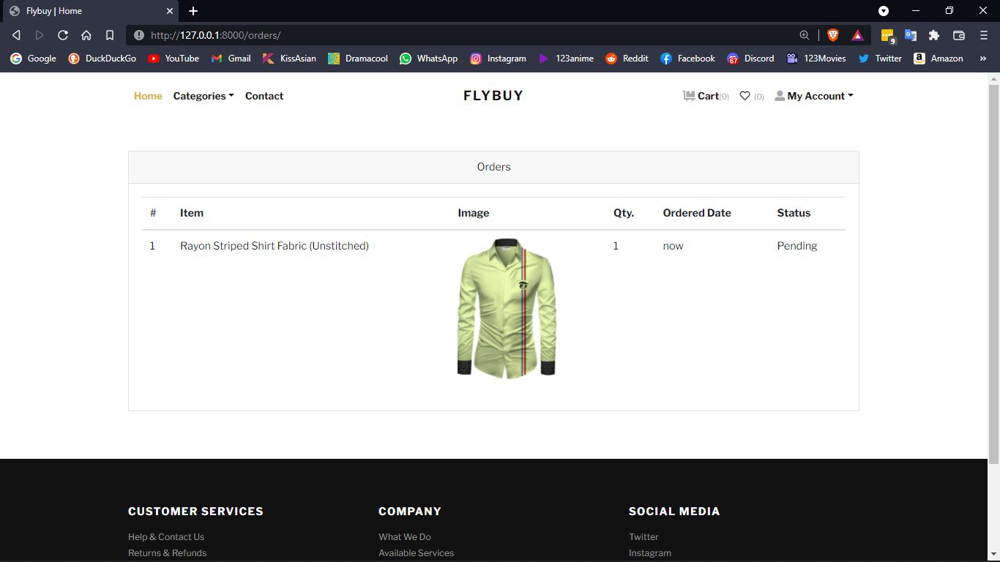 Flybuy | Home
http://127.0.0.1:8000/orders/
9
Google DuckDuckGo YouTube Gmail KissAsian Dramacool WhatsApp Instagram 123anime Reddit Facebook 67 Discord 123Movies Twitter Amazon »
Home Categories Contact FLYBUY Cart(0) (0) My Account
Orders
# Item Image Qty. Ordered Date Status
1 Rayon Striped Shirt Fabric (Unstitched) 1 now Pending
CUSTOMER SERVICES COMPANY SOCIAL MEDIA
Help & Contact Us What We Do Twitter
Returns & Refunds Available Services Instagram